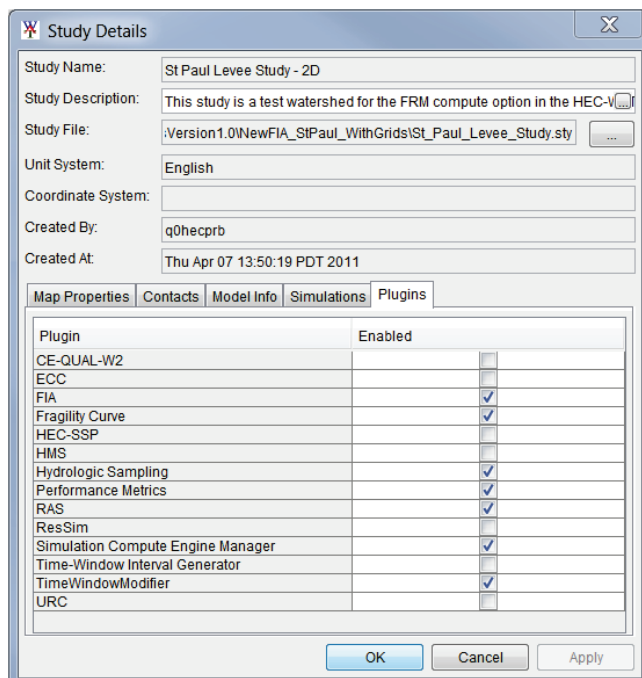 Study Details
Study Name: St Paul Levee Study - 2D
Study Description: This study is a test watershed for the FRM compute option in the HEC-W ...
Study File: :Version1.0\NewFIA_StPaul_WithGrids\St_Paul_Levee_Study.sty ...
Unit System: English
Coordinate System:
Created By: q0hecprb
Created At: Thu Apr 07 13:50:19 PDT 2011
Map Properties Contacts Model Info Simulations Plugins
Plugin Enabled
CE-QUAL-W2
ECC
FIA
Fragility Curve
HEC-SSP
HMS
Hydrologic Sampling
Performance Metrics
RAS
ResSim
Simulation Compute Engine Manager
Time-Window Interval Generator
TimeWindowModifier
URC
OK Cancel Apply